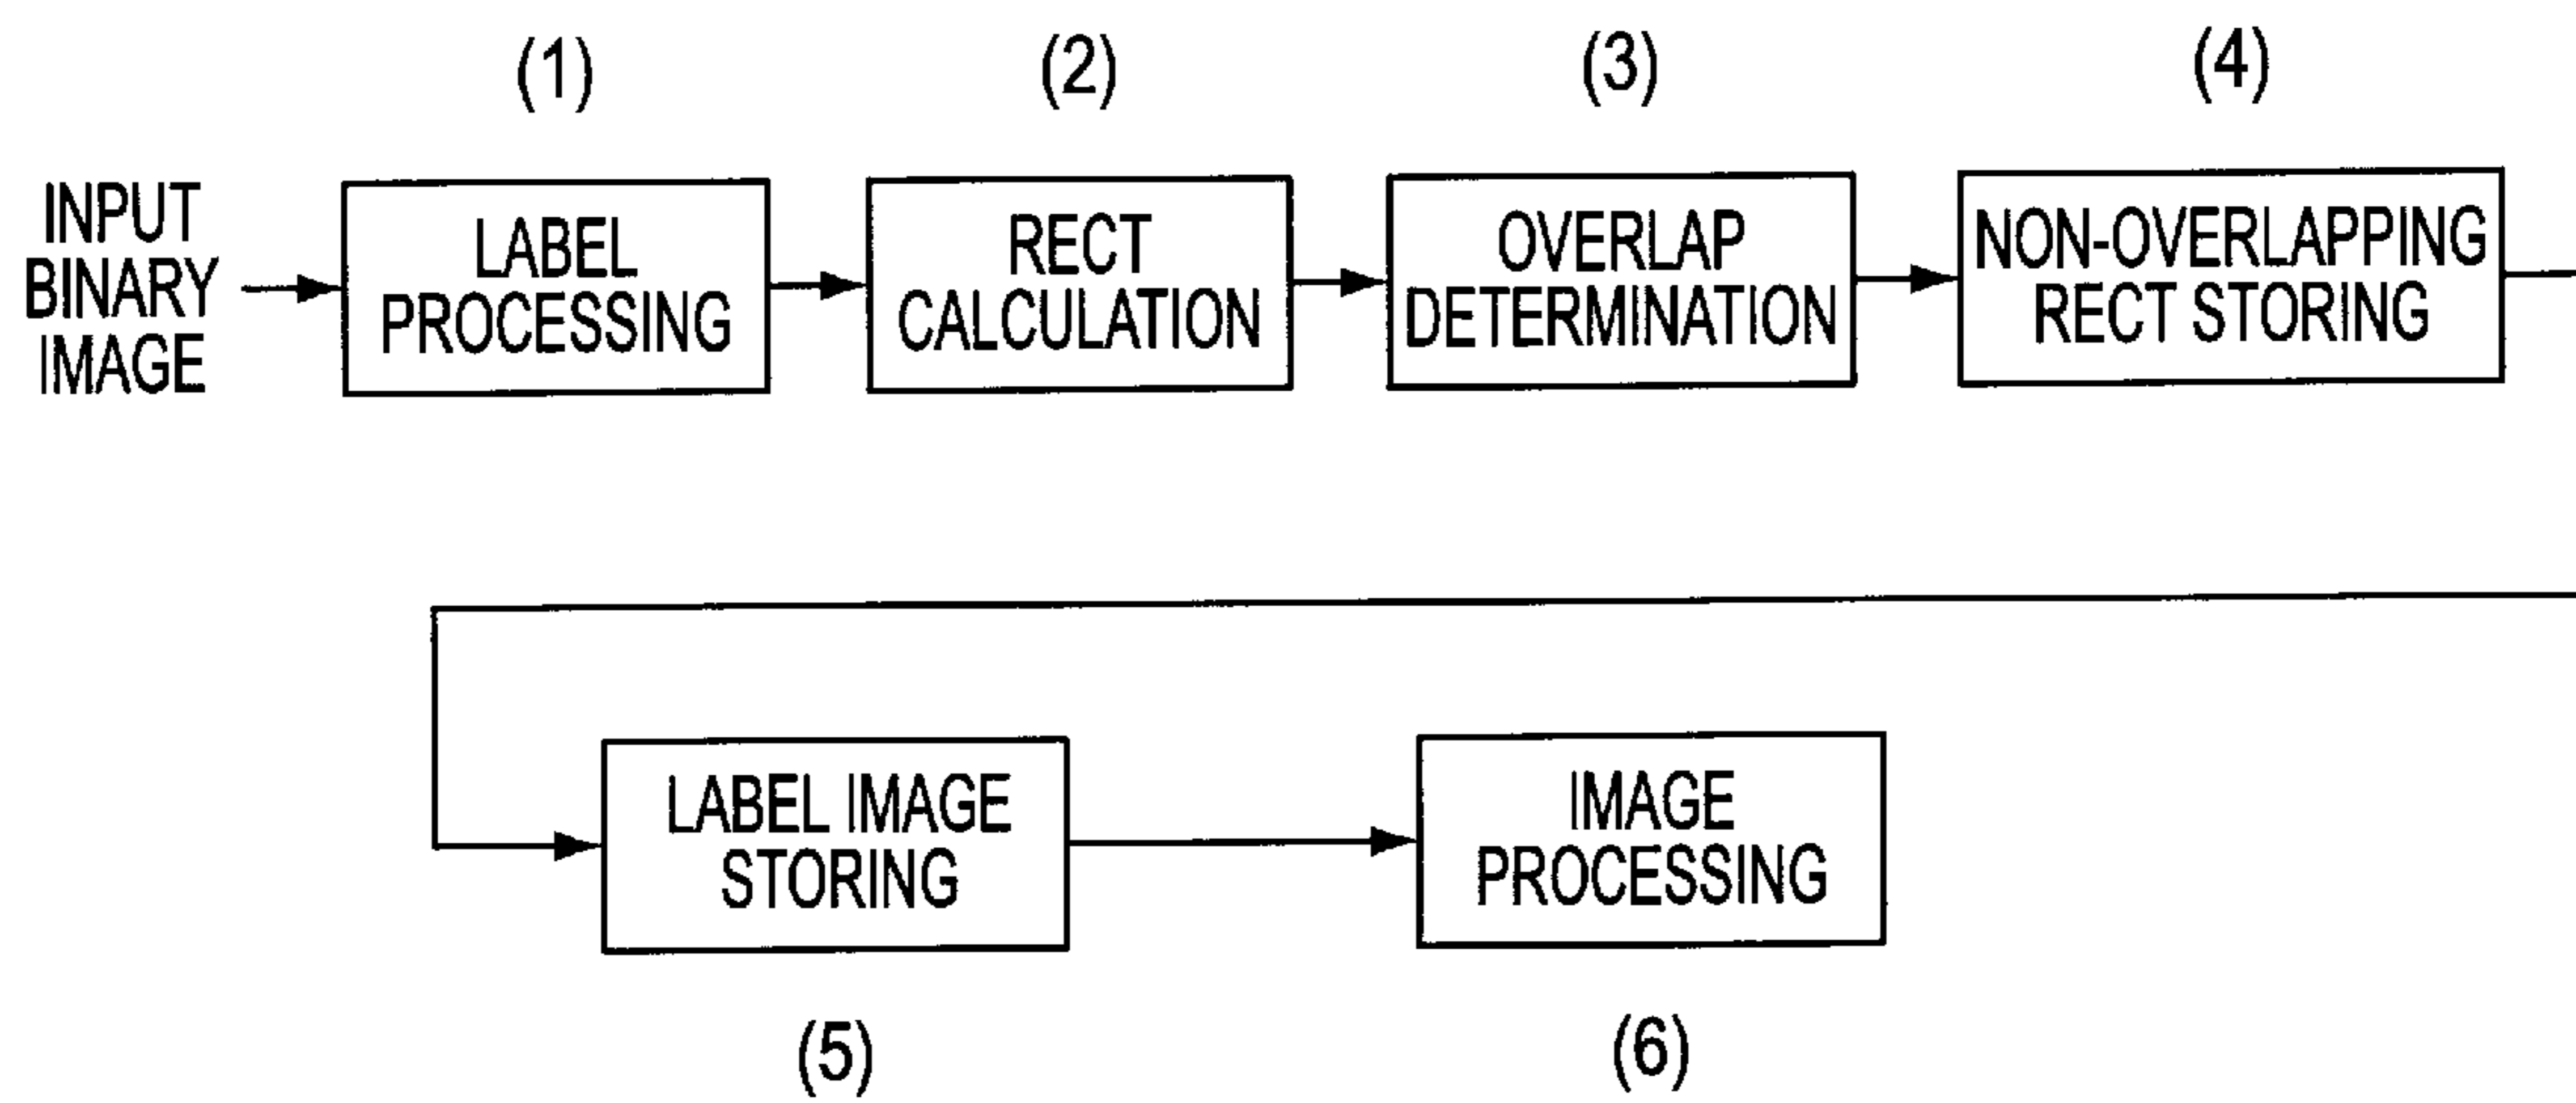 (1)
(2)
(3)
(4)
INPUT
BINARY
IMAGE
LABEL
PROCESSING
RECT
CALCULATION
OVERLAP
DETERMINATION
NON-OVERLAPPING
RECT STORING
LABEL IMAGE
STORING
IMAGE
PROCESSING
(5)
(6)